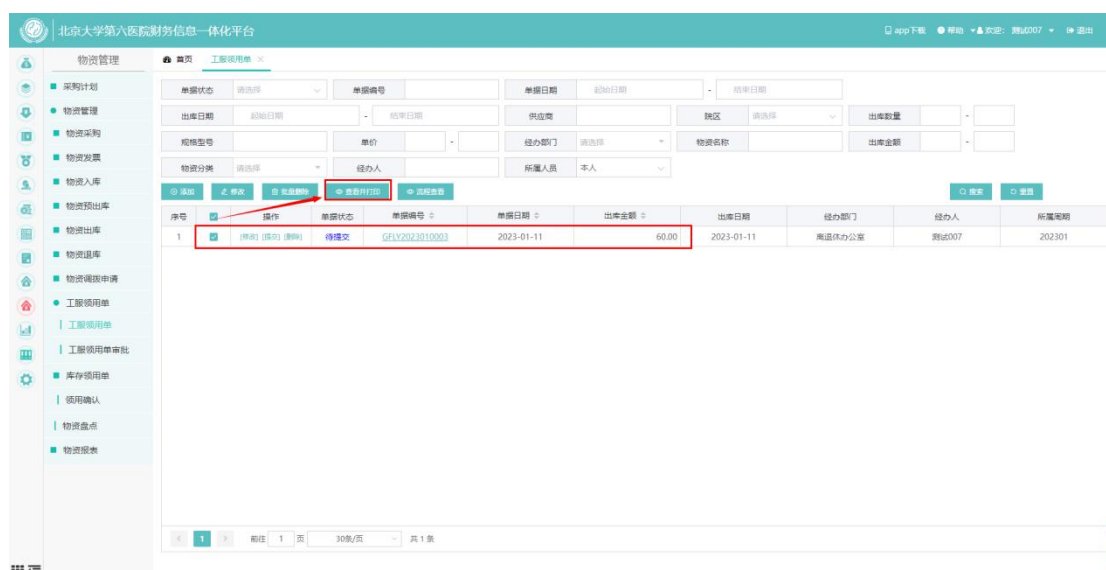 北京大学第六医院财务信息一体化平台
app下载 帮助 欢迎: 测试007 退出
物资管理
首页 工服领用单 ×
采购计划
物资管理
物资采购
物资发票
物资入库
物资预出库
物资出库
物资退库
物资调拨申请
工服领用单
工服领用单
工服领用单审批
库存领用单
领用确认
物资盘点
物资报表
单据状态 请选择 单据编号 单据日期 起始日期 - 结束日期
出库日期 起始日期 - 结束日期 供应商 院区 请选择 出库数量 -
规格型号 单价 - 经办部门 请选择 物资名称 出库金额 -
物资分类 请选择 经办人 所属人员 本人
添加 修改 批量删除 查看并打印 流程查看 搜索 重置
序号 操作 单据状态 单据编号 单据日期 出库金额 出库日期 经办部门 经办人 所属周期
1 [修改] [提交] [删除] 待提交 GFLY2023010003 2023-01-11 60.00 2023-01-11 离退休办公室 测试007 202301
< 1 > 前往 1 页 30条/页 共 1 条